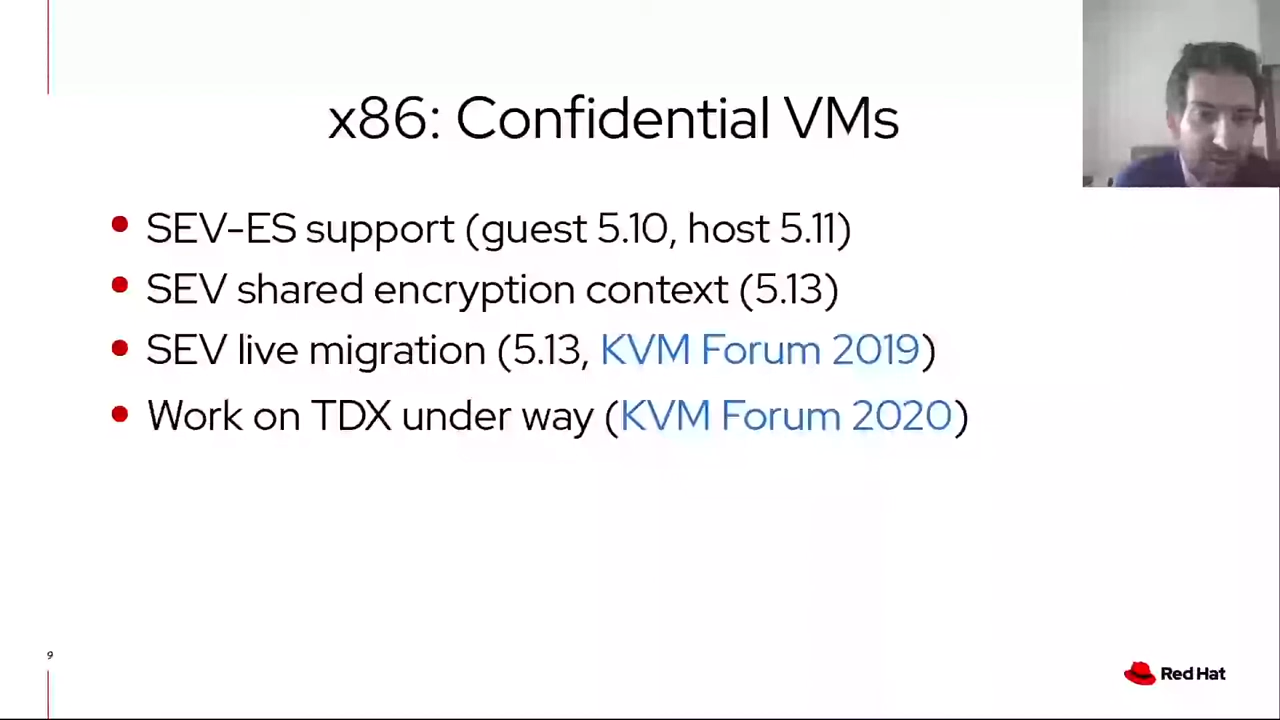 x86: Confidential VMs
SEV-ES support (guest 5.10, host 5.11)
SEV shared encryption context (5.13)
SEV live migration (5.13, KVM Forum 2019)
Work on TDX under way (KVM Forum 2020)
9
Red Hat